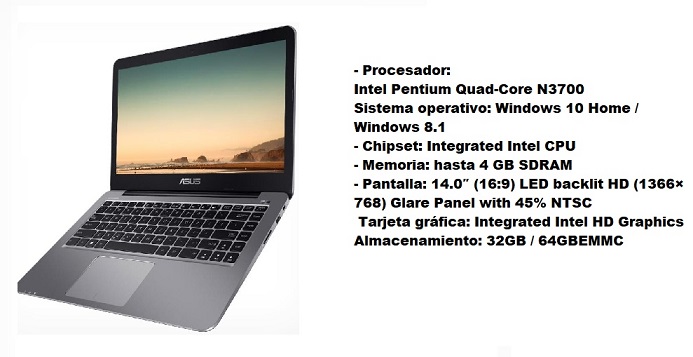 ASUS
- Procesador:
Intel Pentium Quad-Core N3700
Sistema operativo: Windows 10 Home /
Windows 8.1
- Chipset: Integrated Intel CPU
- Memoria: hasta 4 GB SDRAM
- Pantalla: 14.0″ (16:9) LED backlit HD (1366×
768) Glare Panel with 45% NTSC
Tarjeta gráfica: Integrated Intel HD Graphics
Almacenamiento: 32GB / 64GBEMMC